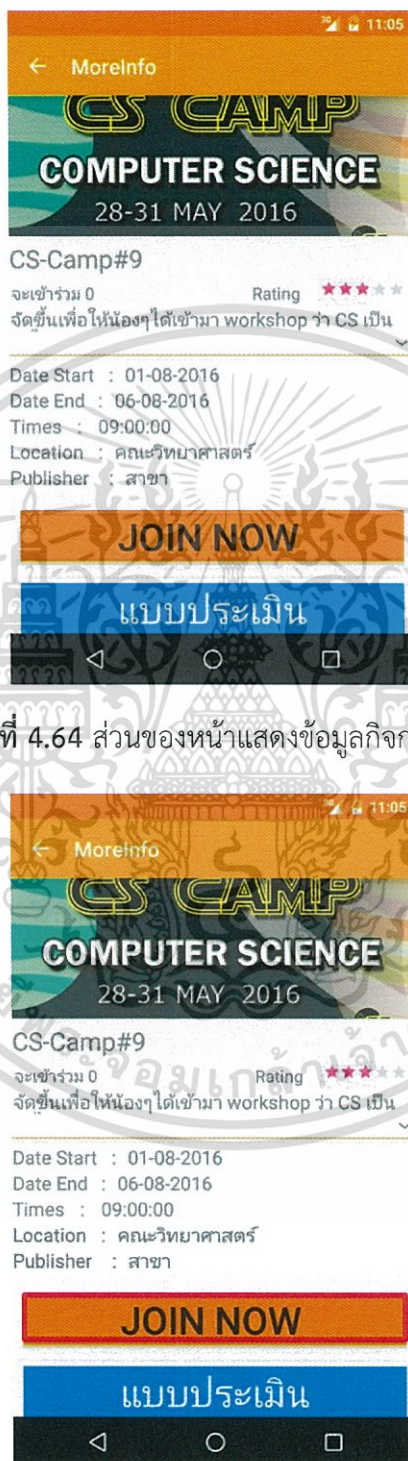 3G 11:05
← MoreInfo
CS CAMP
COMPUTER SCIENCE
28-31 MAY 2016
CS-Camp#9
จะเข้าร่วม 0 Rating
จัดขึ้นเพื่อให้น้องๆได้เข้ามา workshop ว่า CS เป็น
Date Start : 01-08-2016
Date End : 06-08-2016
Times : 09:00:00
Location : คณะวิทยาศาสตร์
Publisher : สาขา
JOIN NOW
แบบประเมิน
ที่ 4.64 ส่วนของหน้าแสดงข้อมูลกิจก
11:05
← MoreInfo
CS CAMP
COMPUTER SCIENCE
28-31 MAY 2016
CS-Camp#9
จะเข้าร่วม 0 Rating
จัดขึ้นเพื่อให้น้องๆได้เข้ามา workshop ว่า CS เป็น
Date Start : 01-08-2016
Date End : 06-08-2016
Times : 09:00:00
Location : คณะวิทยาศาสตร์
Publisher : สาขา
JOIN NOW
แบบประเมิน